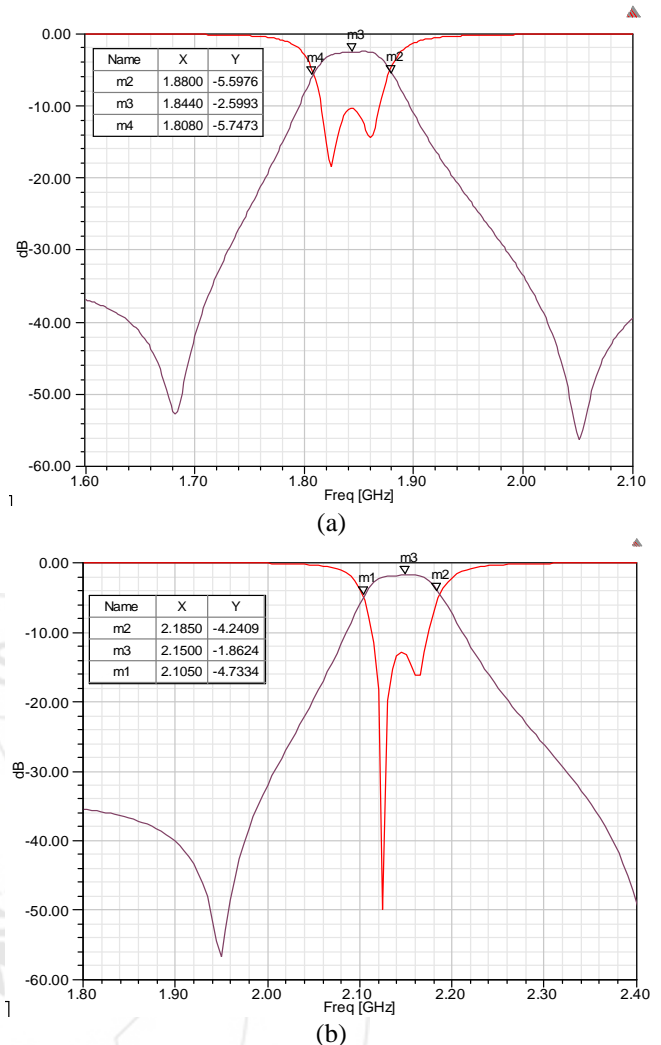 0.00
-10.00
-20.00
-30.00
-40.00
-50.00
-60.00
dB
Name X Y
m2 1.8800 -5.5976
m3 1.8440 -2.5993
m4 1.8080 -5.7473
m4
m3
m2
1.60 1.70 1.80 1.90 2.00 2.10
Freq [GHz]
1
(a)
0.00
-10.00
-20.00
-30.00
-40.00
-50.00
-60.00
dB
Name X Y
m2 2.1850 -4.2409
m3 2.1500 -1.8624
m1 2.1050 -4.7334
m1
m3
m2
1.80 1.90 2.00 2.10 2.20 2.30 2.40
Freq [GHz]
1
(b)